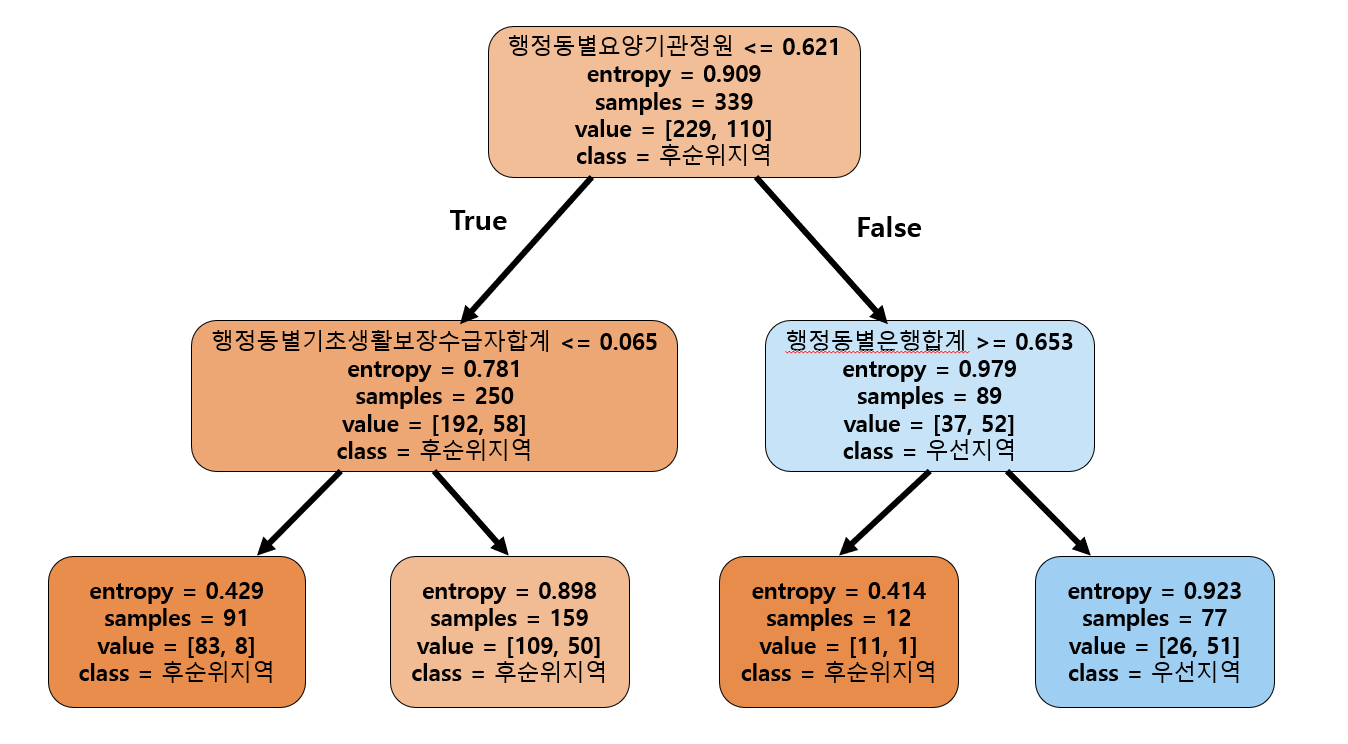 행정동별요양기관정원 <= 0.621
entropy = 0.909
samples = 339
value = [229, 110]
class = 후순위지역
True
False
행정동별기초생활보장수급자합계 <= 0.065
entropy = 0.781
samples = 250
value = [192, 58]
class = 후순위지역
행정동별은행합계 >= 0.653
entropy = 0.979
samples = 89
value = [37, 52]
class = 우선지역
entropy = 0.429
samples = 91
value = [83, 8]
class = 후순위지역
entropy = 0.898
samples = 159
value = [109, 50]
class = 후순위지역
entropy = 0.414
samples = 12
value = [11, 1]
class = 후순위지역
entropy = 0.923
samples = 77
value = [26, 51]
class = 우선지역